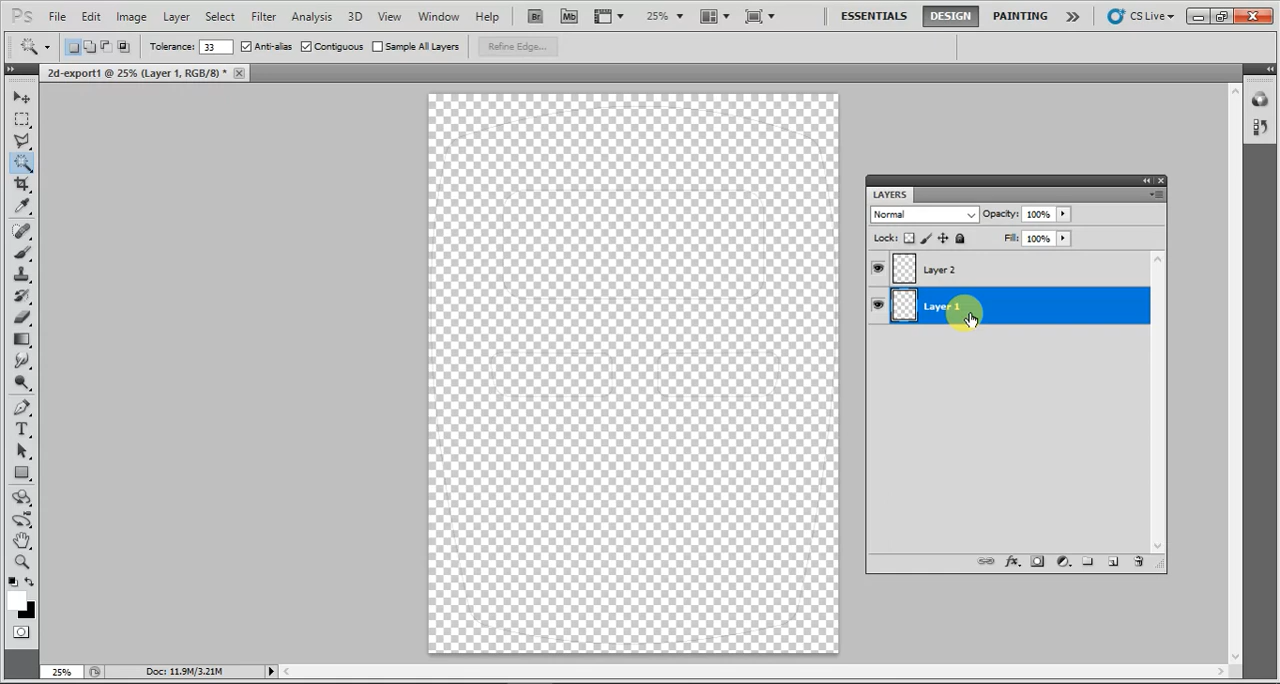 Ps File Edit Image Layer Select Filter Analysis 3D View Window Help Br Mb 25% ESSENTIALS DESIGN PAINTING CS Live
Tolerance: 33 Anti-alias Contiguous Sample All Layers Refine Edge...
2d-export1 @ 25% (Layer 1, RGB/8) *
LAYERS
Normal Opacity: 100%
Lock: Fill: 100%
Layer 2
Layer 1
fx
T
25% Doc: 11.9M/3.21M